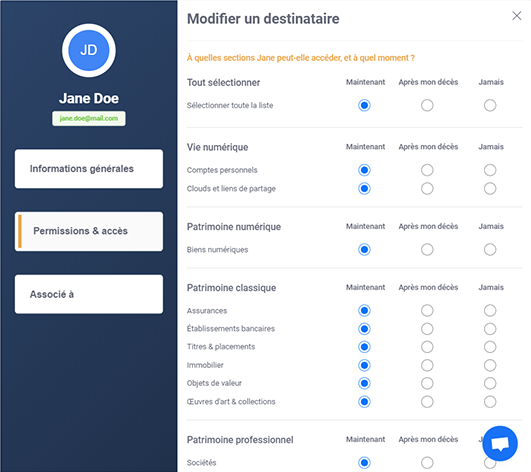 JD
Jane Doe
jane.doe@mail.com
Informations générales
Permissions & accès
Associé à
Modifier un destinataire
À quelles sections Jane peut-elle accéder, et à quel moment ?
Tout sélectionner Maintenant Après mon décès Jamais
Sélectionner toute la liste
Vie numérique Maintenant Après mon décès Jamais
Comptes personnels
Clouds et liens de partage
Patrimoine numérique Maintenant Après mon décès Jamais
Biens numériques
Patrimoine classique Maintenant Après mon décès Jamais
Assurances
Établissements bancaires
Titres & placements
Immobilier
Objets de valeur
Œuvres d'art & collections
Patrimoine professionnel Maintenant Après mon décès
Sociétés